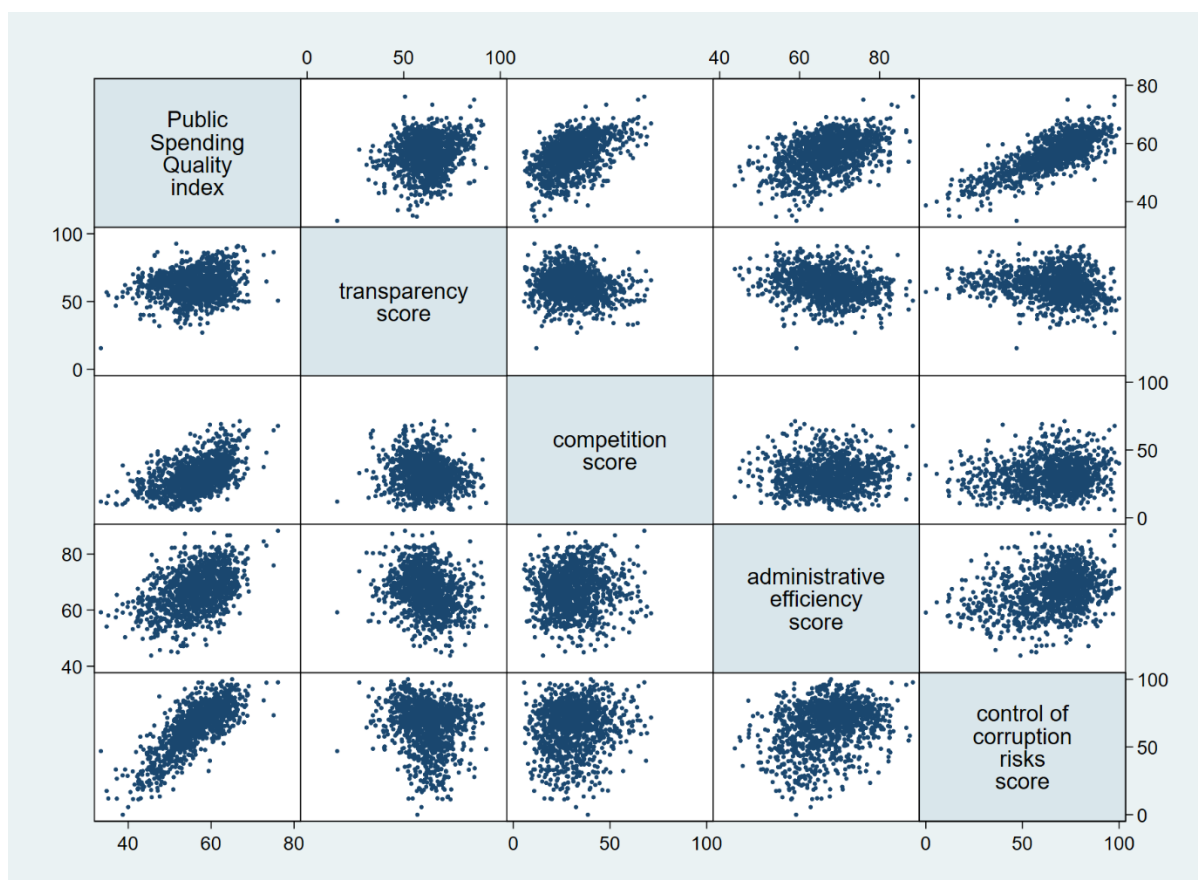 0 50 100
40 60 80
Public
Spending
Quality
index
80
60
40
100
50
0
transparency
score
competition
score
100
50
0
80
60
40
administrative
efficiency
score
control of
corruption
risks
score
100
50
0
40 60 80
0 50 100
0 50 100